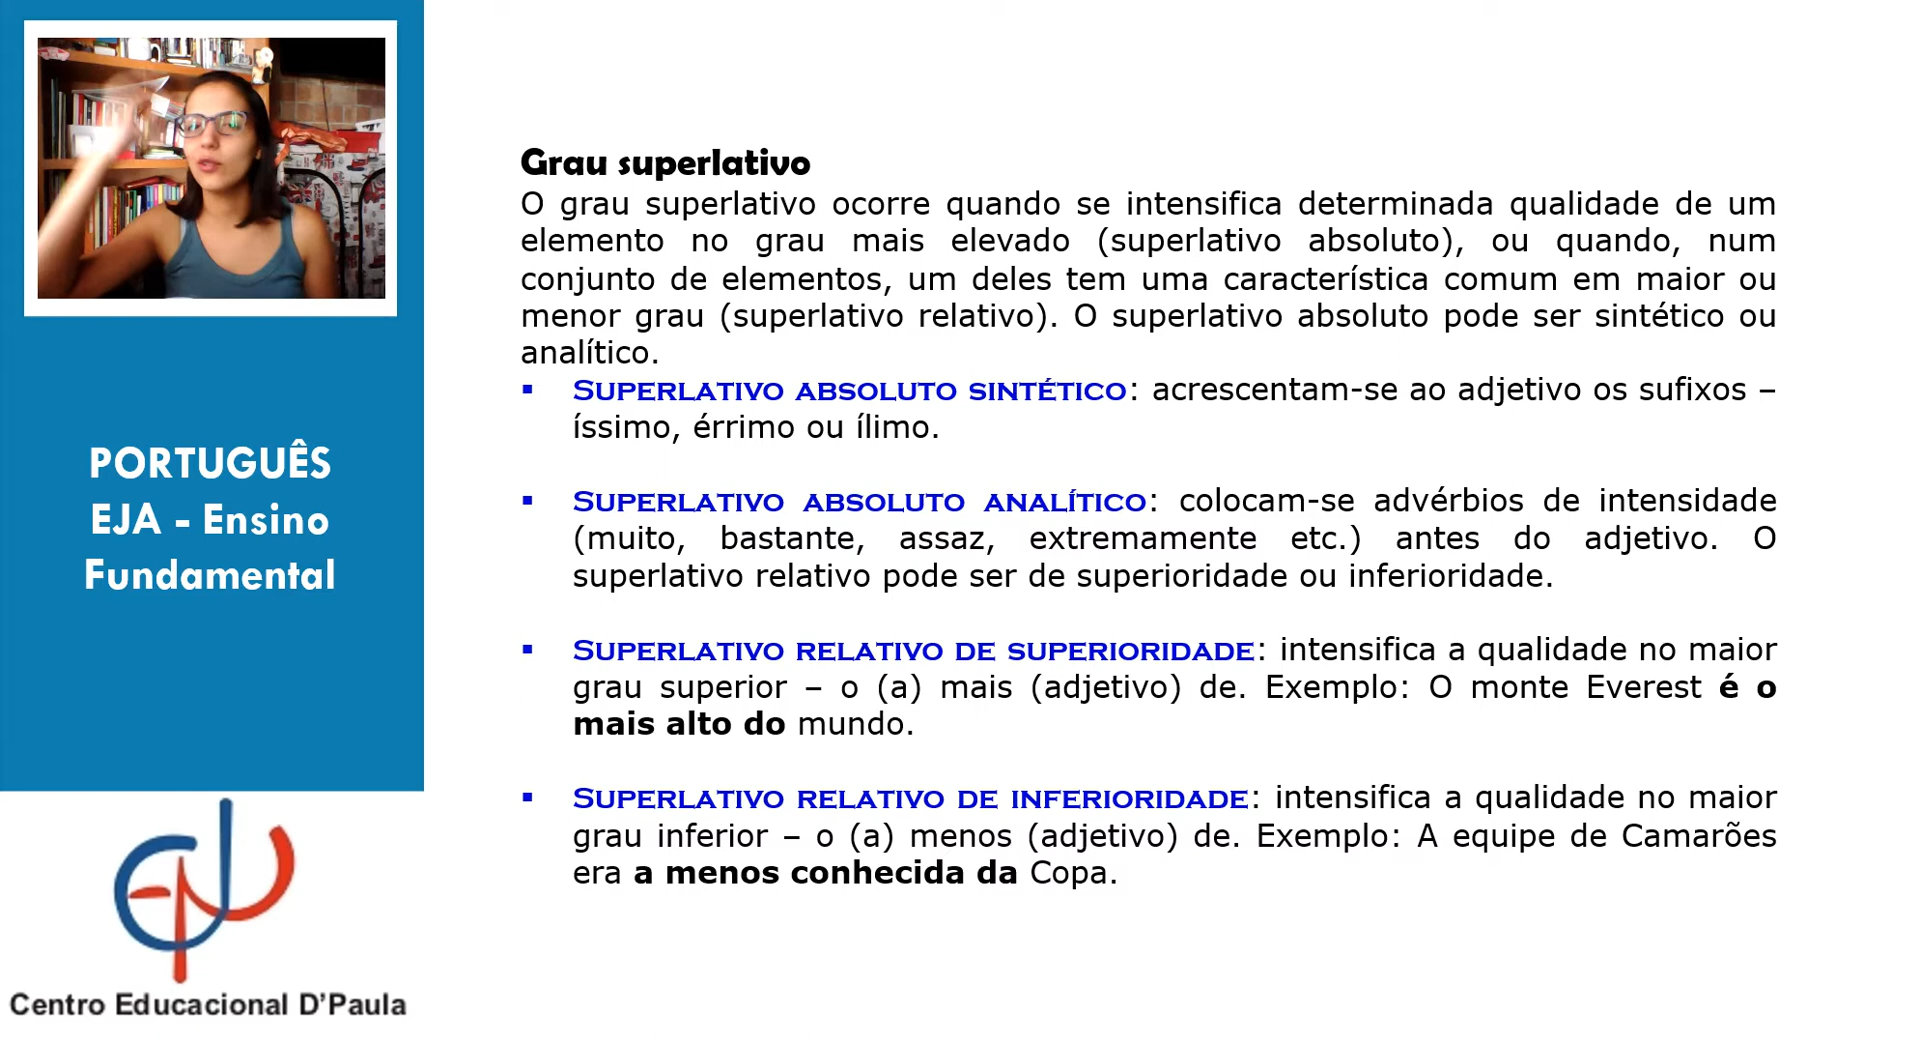 Grau superlativo
O grau superlativo ocorre quando se intensifica determinada qualidade de um
elemento no grau mais elevado (superlativo absoluto), ou quando, num
conjunto de elementos, um deles tem uma característica comum em maior ou
menor grau (superlativo relativo). O superlativo absoluto pode ser sintético ou
analítico.
▪ SUPERLATIVO ABSOLUTO SINTÉTICO: acrescentam-se ao adjetivo os sufixos –
íssimo, érrimo ou ílimo.
▪ SUPERLATIVO ABSOLUTO ANALÍTICO: colocam-se advérbios de intensidade
(muito, bastante, assaz, extremamente etc.) antes do adjetivo. O
superlativo relativo pode ser de superioridade ou inferioridade.
▪ SUPERLATIVO RELATIVO DE SUPERIORIDADE: intensifica a qualidade no maior
grau superior – o (a) mais (adjetivo) de. Exemplo: O monte Everest é o
mais alto do mundo.
▪ SUPERLATIVO RELATIVO DE INFERIORIDADE: intensifica a qualidade no maior
grau inferior – o (a) menos (adjetivo) de. Exemplo: A equipe de Camarões
era a menos conhecida da Copa.
PORTUGUÊS
EJA - Ensino
Fundamental
Centro Educacional D’Paula